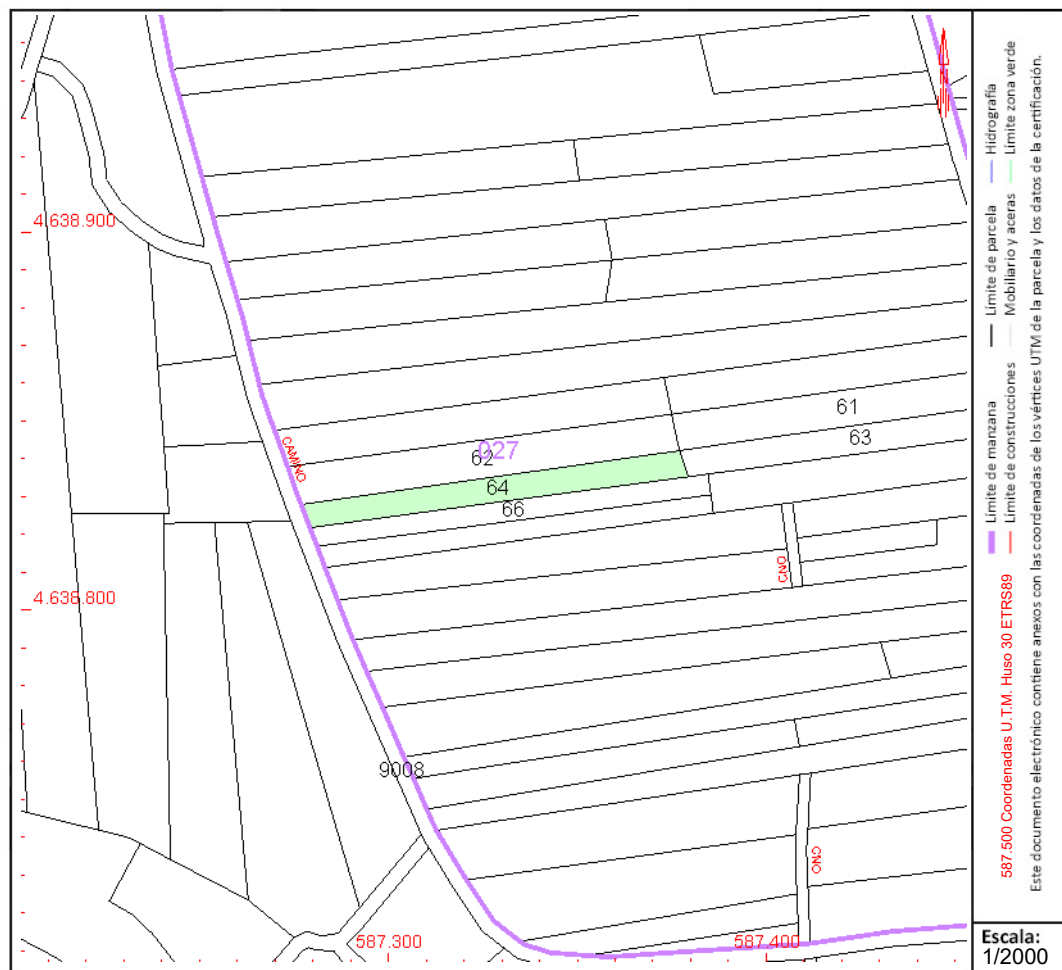 4.638.900
61
63
027
62
CAMINO
64
66
CNO
4.638.800
9008
CNO
587.300
587.400
Límite de manzana
Límite de parcela
Hidrografía
Límite de construcciones
Mobiliario y aceras
Límite zona verde
587.500 Coordenadas U.T.M. Huso 30 ETRS89
Este documento electrónico contiene anexos con las coordenadas de los vértices UTM de la parcela y los datos de la certificación.
Escala:
1/2000